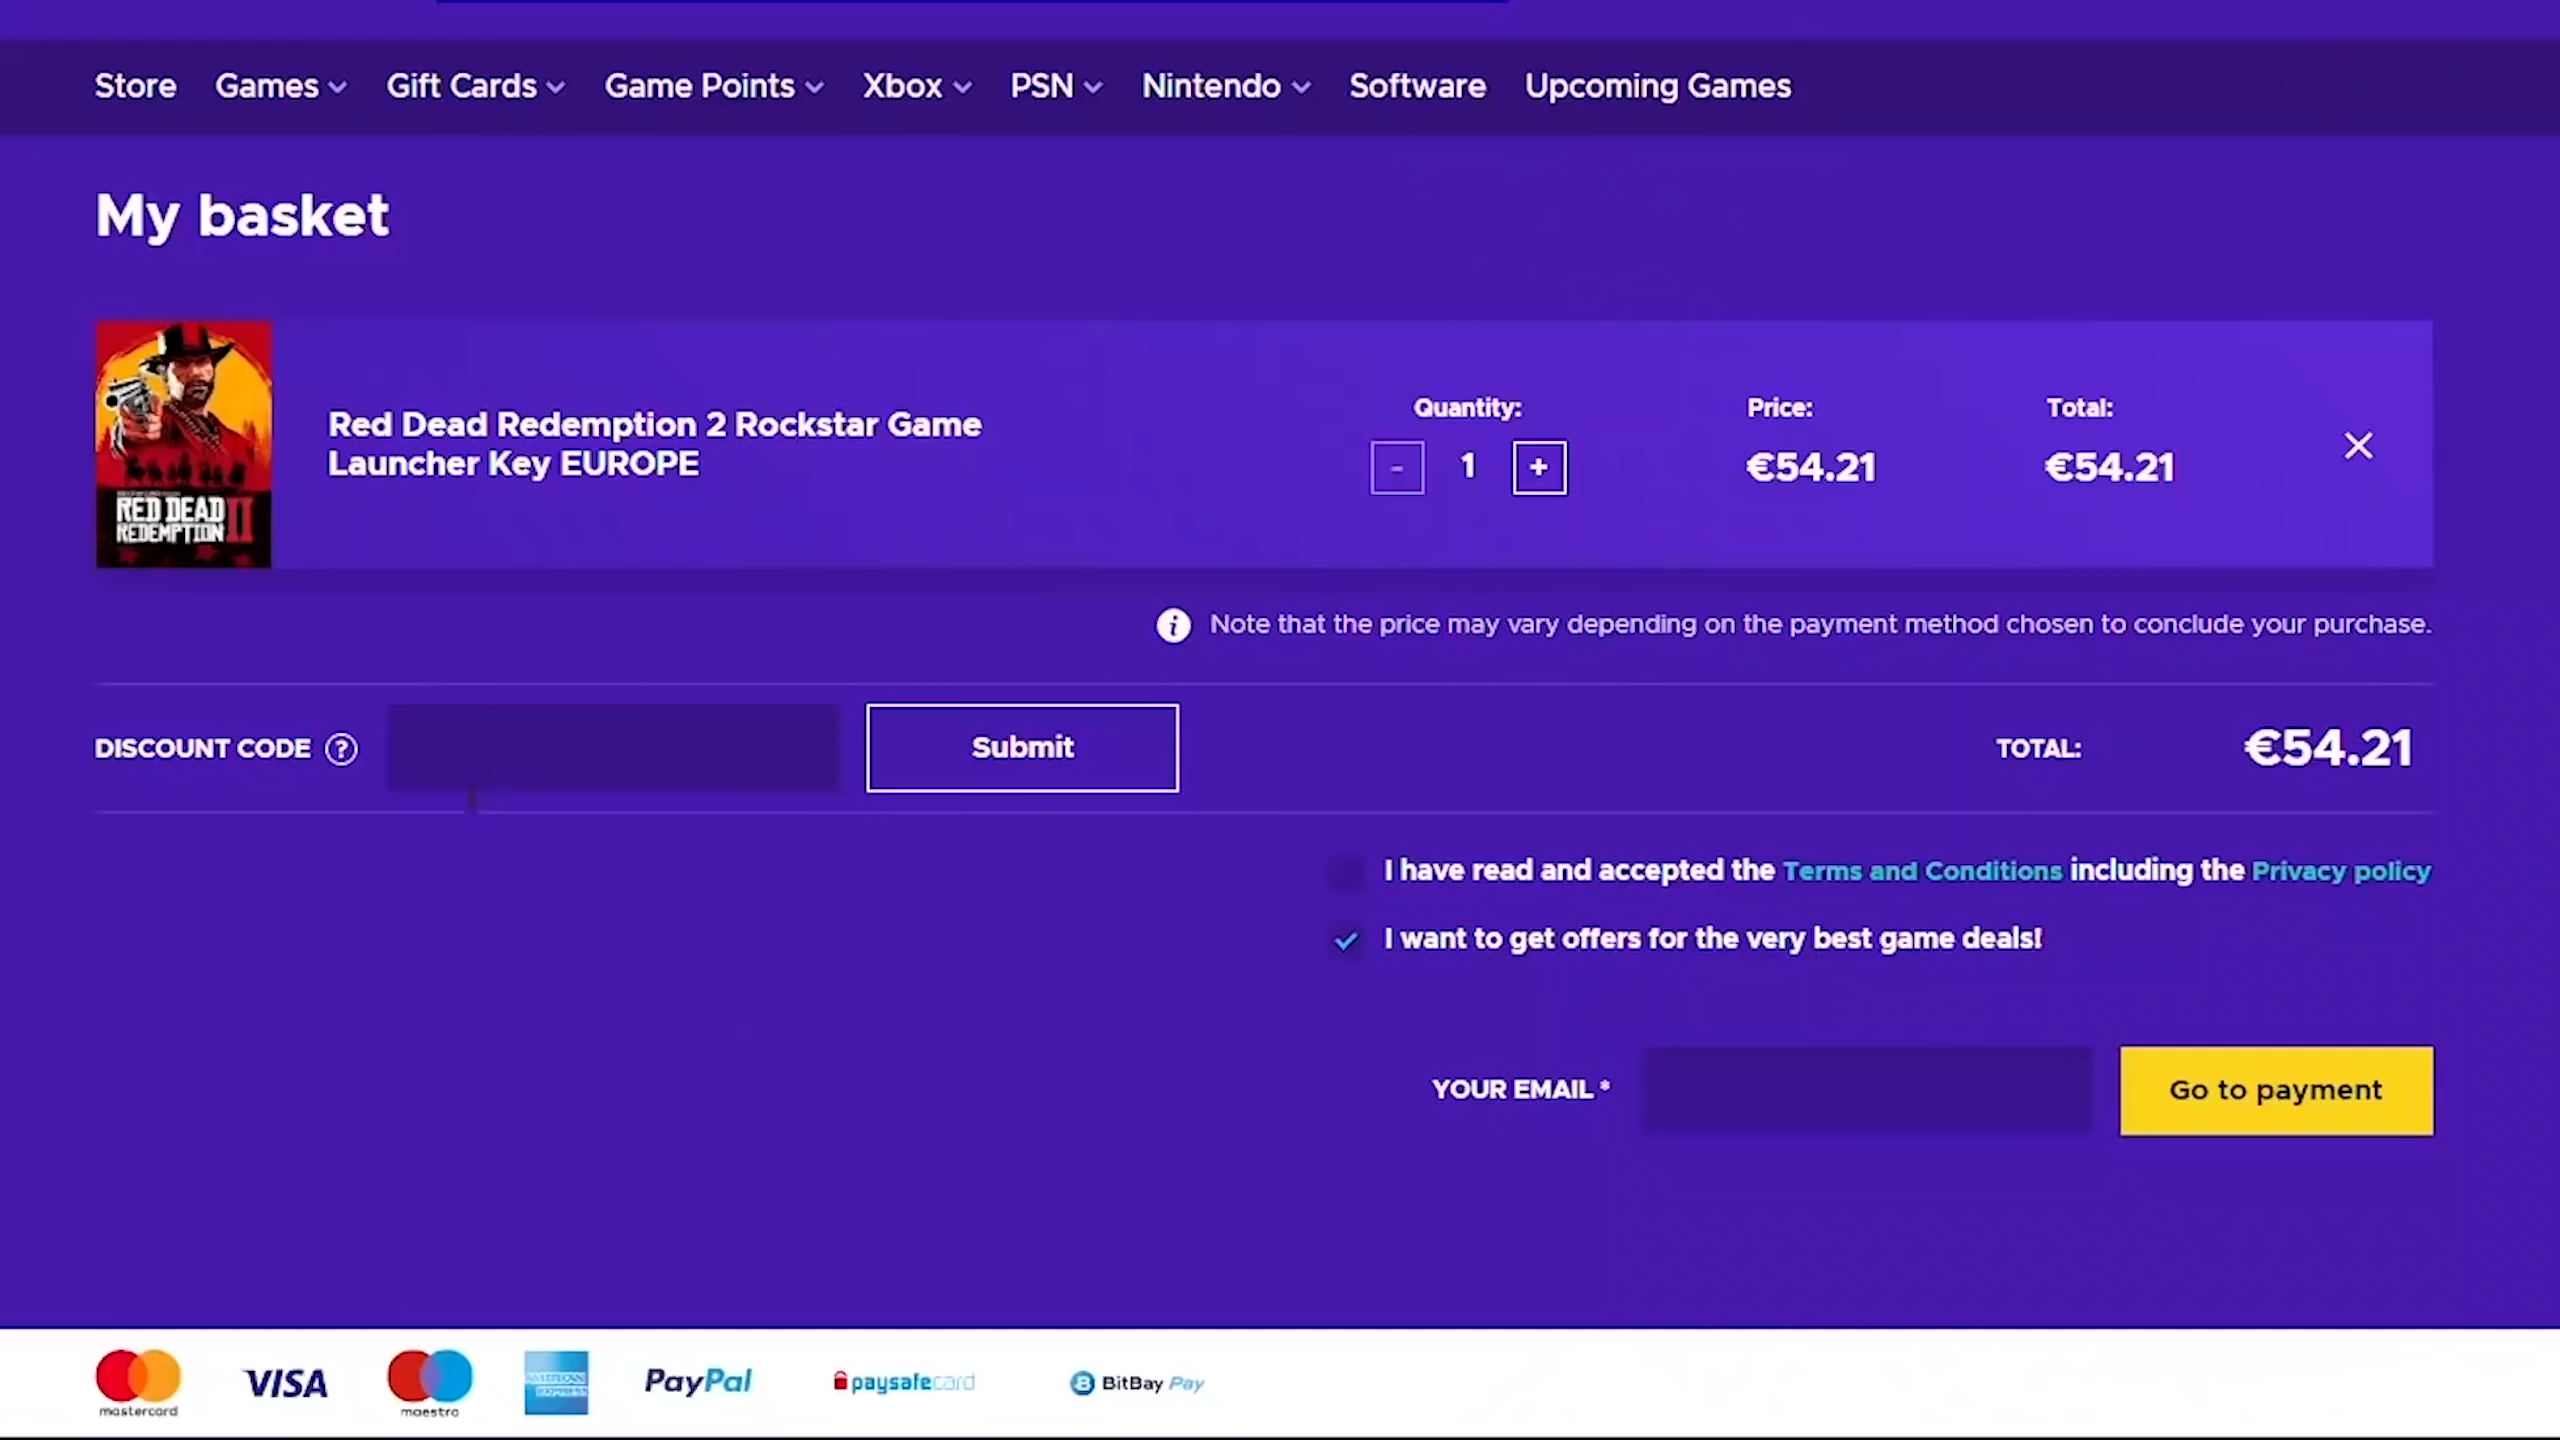 Store Games Gift Cards Game Points Xbox PSN Nintendo Software Upcoming Games
My basket
RED DEAD
REDEMPTION II
Red Dead Redemption 2 Rockstar Game
Launcher Key EUROPE
Quantity:
- 1 +
Price:
€54.21
Total:
€54.21
i Note that the price may vary depending on the payment method chosen to conclude your purchase.
DISCOUNT CODE ? Submit TOTAL: €54.21
I have read and accepted the Terms and Conditions including the Privacy policy
I want to get offers for the very best game deals!
YOUR EMAIL * Go to payment
mastercard VISA maestro AMERICAN EXPRESS PayPal paysafecard BitBay Pay